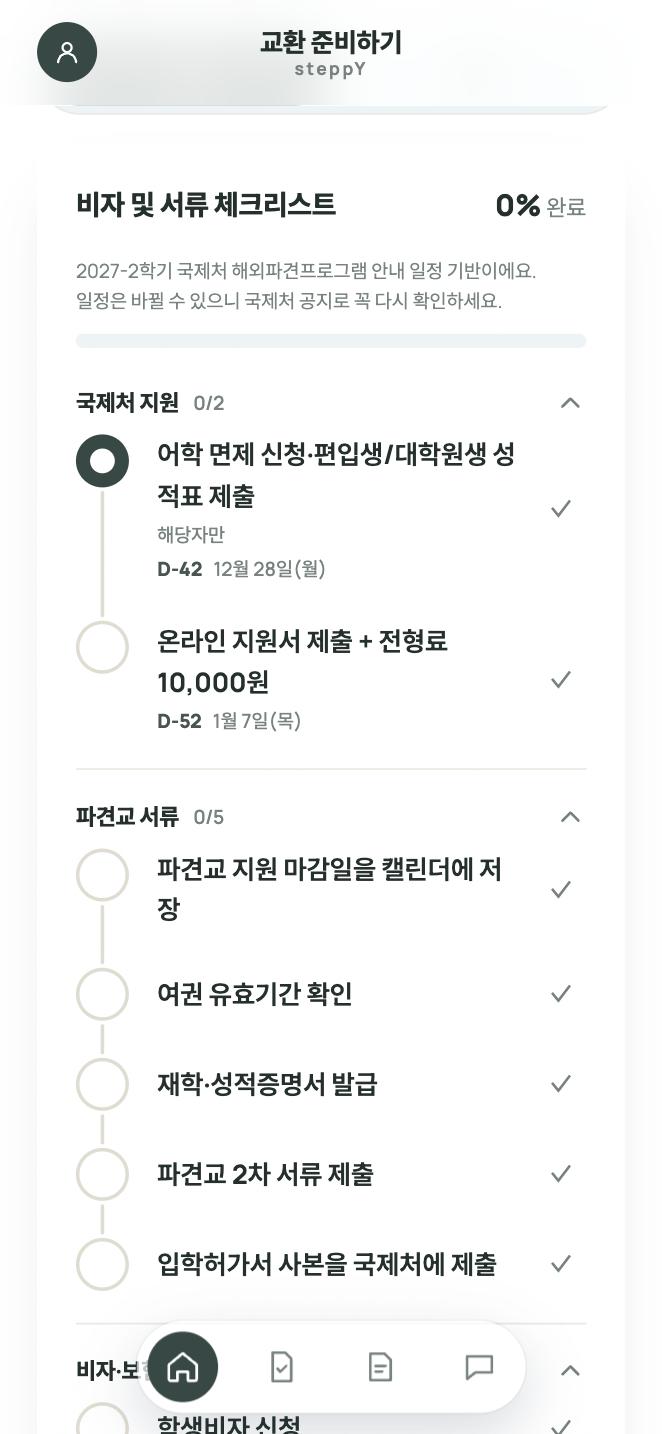 교환 준비하기
steppY
비자 및 서류 체크리스트
0% 완료
2027-2학기 국제처 해외파견프로그램 안내 일정 기반이에요.
일정은 바뀔 수 있으니 국제처 공지로 꼭 다시 확인하세요.
국제처 지원 0/2
어학 면제 신청·편입생/대학원생 성
적표 제출
해당자만
D-42 12월 28일(월)
온라인 지원서 제출 + 전형료
10,000원
D-52 1월 7일(목)
파견교 서류 0/5
파견교 지원 마감일을 캘린더에 저
장
여권 유효기간 확인
재학·성적증명서 발급
파견교 2차 서류 제출
입학허가서 사본을 국제처에 제출
비자·보험
학생비자 신청